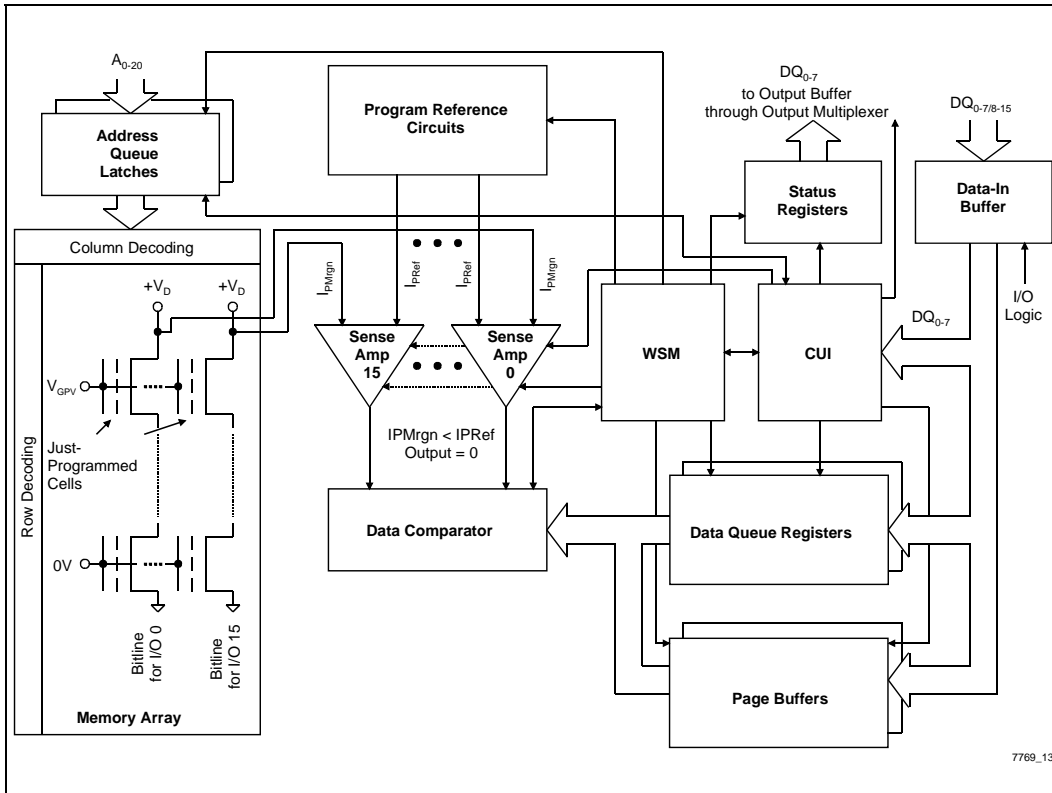 A0-20
Address
Queue
Latches
Column Decoding
Row Decoding
+VD
+VD
VGPV
Just-
Programmed
Cells
0V
Bitline
for I/O 0
Bitline
for I/O 15
Memory Array
Program Reference
Circuits
IPMrgn
IPRef
IPRef
IPMrgn
Sense
Amp
15
Sense
Amp
0
IPMrgn < IPRef
Output = 0
Data Comparator
WSM
CUI
DQ0-7
to Output Buffer
through Output Multiplexer
Status
Registers
DQ0-7/8-15
Data-In
Buffer
I/O
Logic
DQ0-7
Data Queue Registers
Page Buffers
7769_13